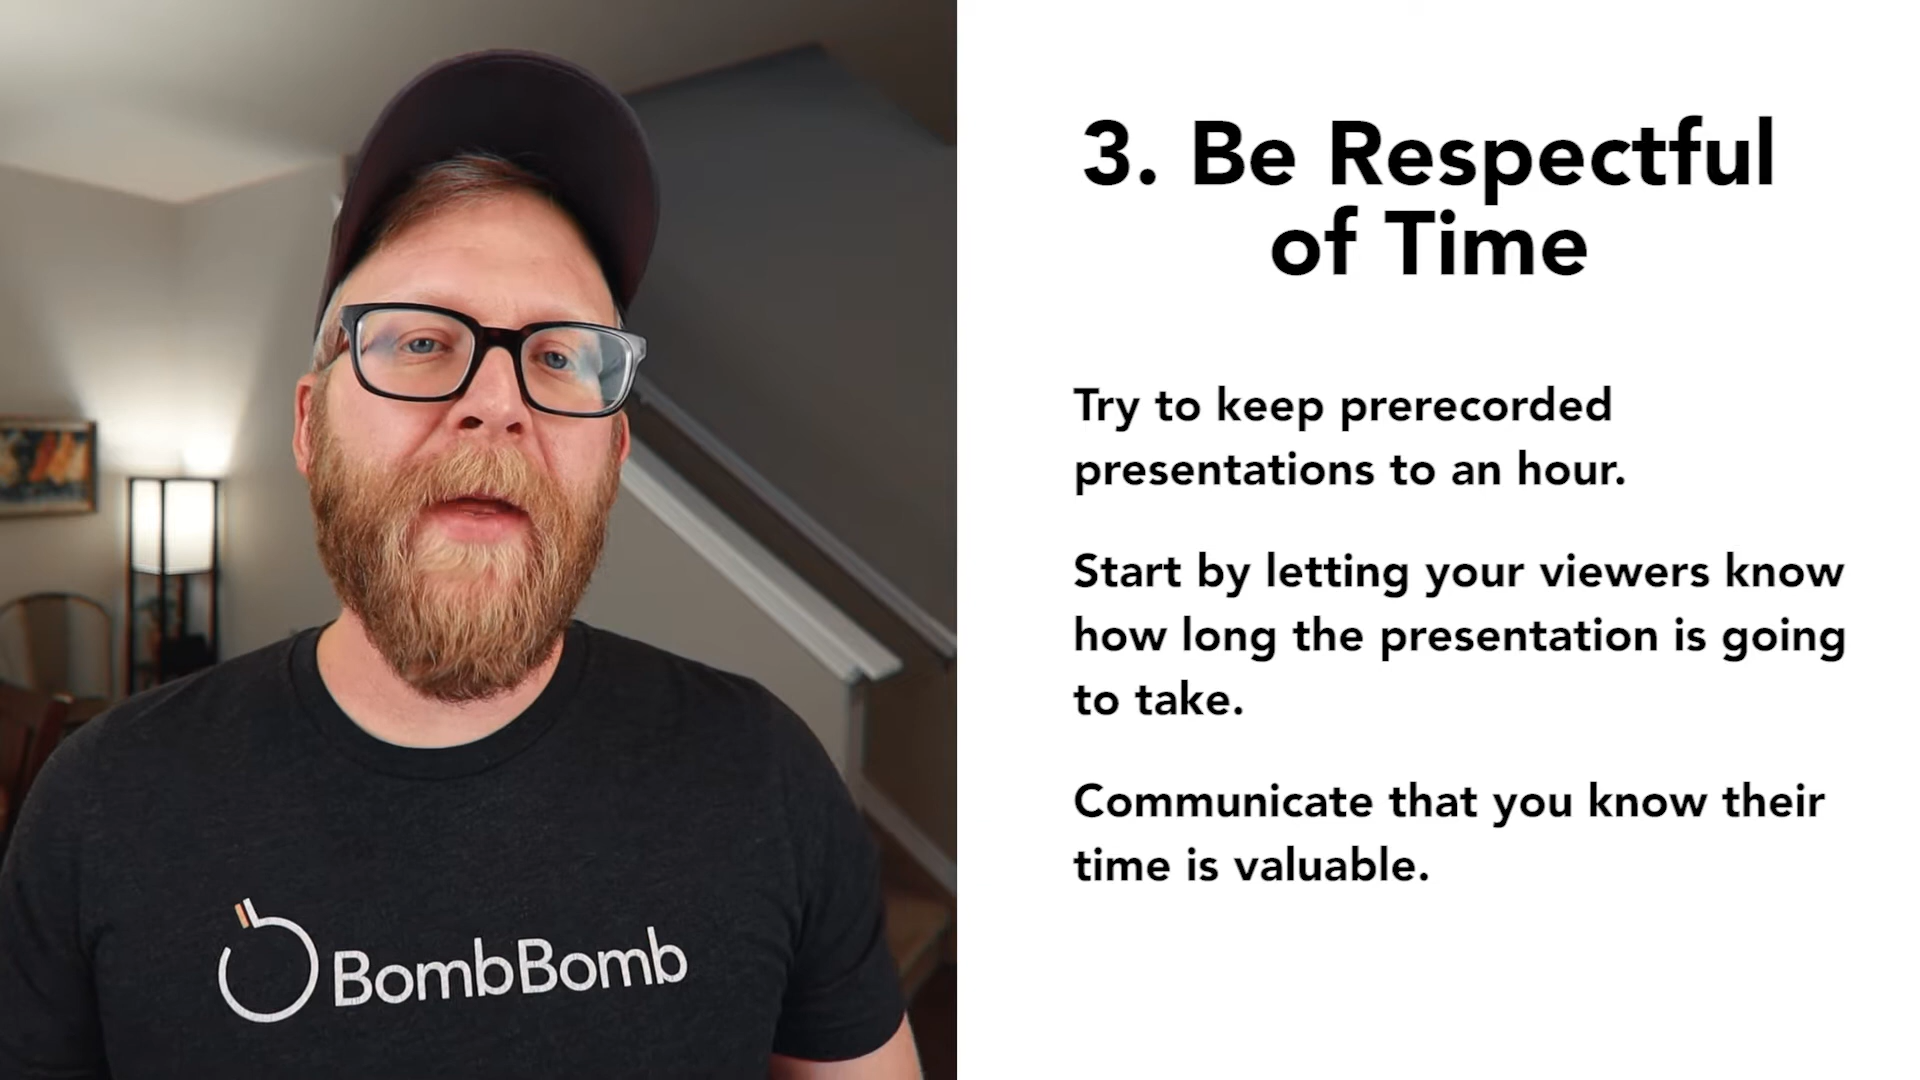 3. Be Respectful
of Time
Try to keep prerecorded
presentations to an hour.
Start by letting your viewers know
how long the presentation is going
to take.
Communicate that you know their
time is valuable.
BombBomb